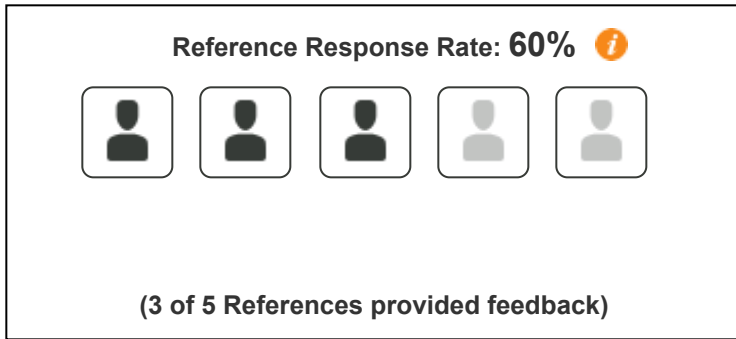 Reference Response Rate: 60% i
(3 of 5 References provided feedback)